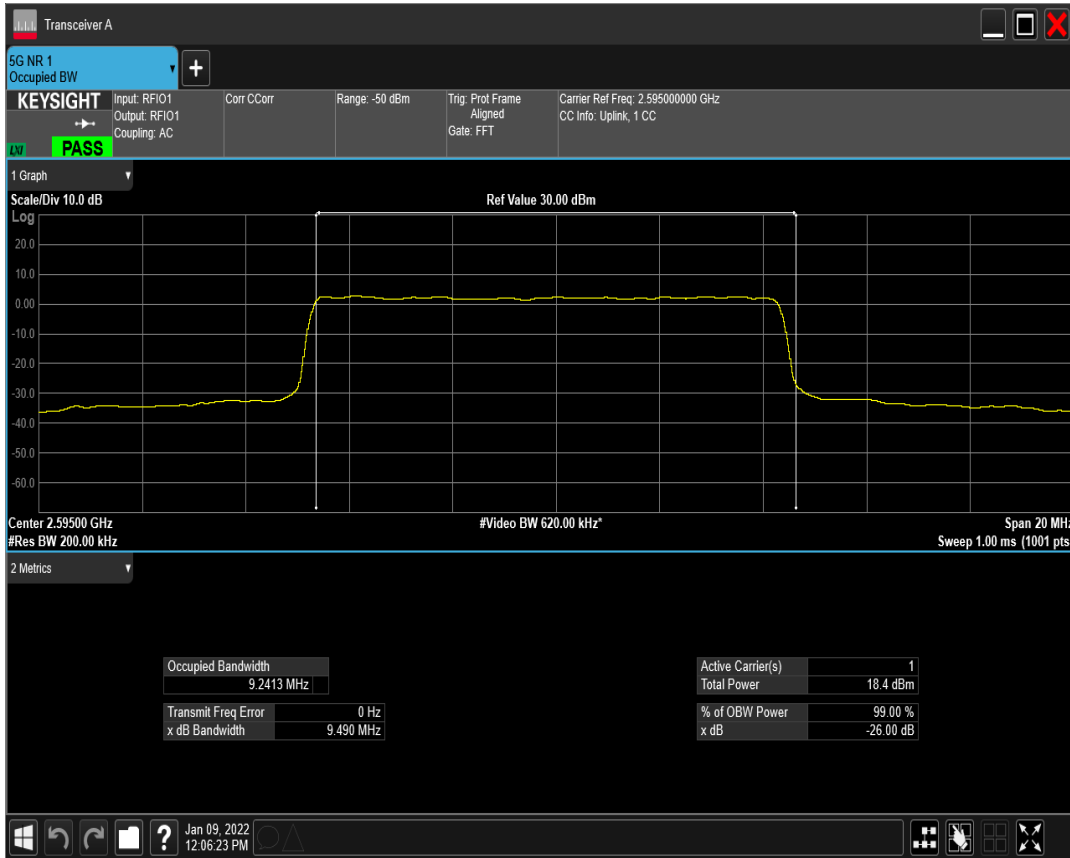 Transceiver A
5G NR 1
Occupied BW
KEYSIGHT
Input: RFIO1
Output: RFIO1
Coupling: AC
Corr CCorr
Range: -50 dBm
Trig: Prot Frame
Aligned
Gate: FFT
Carrier Ref Freq: 2.595000000 GHz
CC Info: Uplink, 1 CC
LXI
PASS
1 Graph
Scale/Div 10.0 dB
Ref Value 30.00 dBm
Log
20.0
10.0
0.00
-10.0
-20.0
-30.0
-40.0
-50.0
-60.0
Center 2.59500 GHz
#Video BW 620.00 kHz*
Span 20 MHz
#Res BW 200.00 kHz
Sweep 1.00 ms (1001 pts
2 Metrics
Occupied Bandwidth
9.2413 MHz
Transmit Freq Error 0 Hz
x dB Bandwidth 9.490 MHz
Active Carrier(s) 1
Total Power 18.4 dBm
% of OBW Power 99.00 %
x dB -26.00 dB
?
Jan 09, 2022
12:06:23 PM